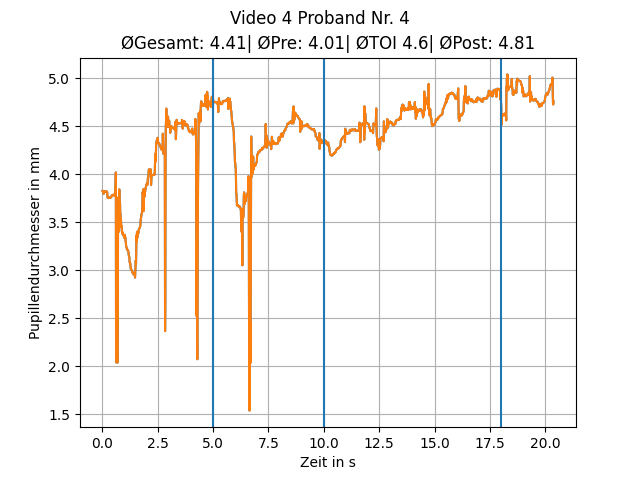 Video 4 Proband Nr. 4
ØGesamt: 4.41| ØPre: 4.01| ØTOI 4.6| ØPost: 4.81
Pupillendurchmesser in mm
5.0
4.5
4.0
3.5
3.0
2.5
2.0
1.5
0.0 2.5 5.0 7.5 10.0 12.5 15.0 17.5 20.0
Zeit in s